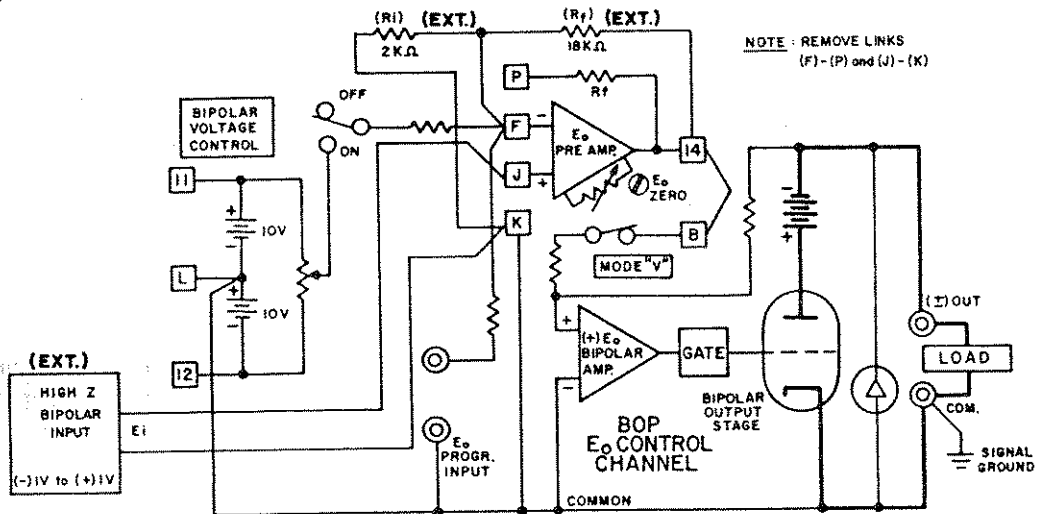 (Ri) (EXT.) (Rf) (EXT.)
2KΩ 18KΩ
NOTE : REMOVE LINKS
(F)-(P) and (J)-(K)
P
Rf
OFF
BIPOLAR
VOLTAGE
CONTROL
ON
F
-
Eo
PRE AMP.
14
J
+
Eo
ZERO
11
K
+
10V
-
B
MODE "V"
L
+
10V
-
-
+
(±) OUT
+
(+) Eo
BIPOLAR
AMP.
-
GATE
LOAD
12
(EXT.)
HIGH Z
BIPOLAR
INPUT
(-)1V to (+)1V
Ei
Eo
PROGR.
INPUT
BOP
Eo CONTROL
CHANNEL
BIPOLAR
OUTPUT
STAGE
COM.
SIGNAL
GROUND
COMMON